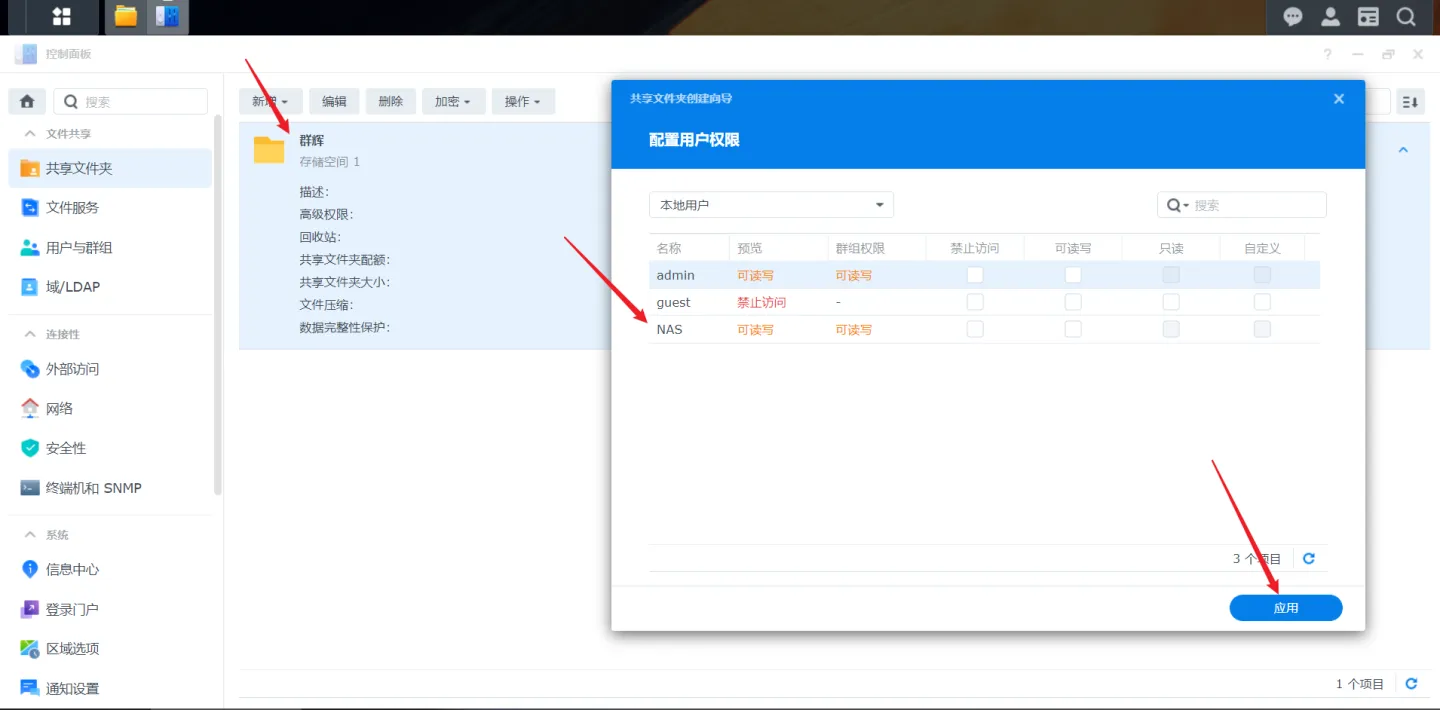 控制面板
搜索
文件共享
共享文件夹
文件服务
用户与群组
域/LDAP
连接性
外部访问
网络
安全性
终端机和 SNMP
系统
信息中心
登录门户
区域选项
通知设置
新增 编辑 删除 加密 操作
群辉
存储空间 1
描述:
高级权限:
回收站:
共享文件夹配额:
共享文件夹大小:
文件压缩:
数据完整性保护:
共享文件夹创建向导
配置用户权限
本地用户 搜索
名称 预览 群组权限 禁止访问 可读写 只读 自定义
admin 可读写 可读写
guest 禁止访问 -
NAS 可读写 可读写
3 个项目
应用
1 个项目